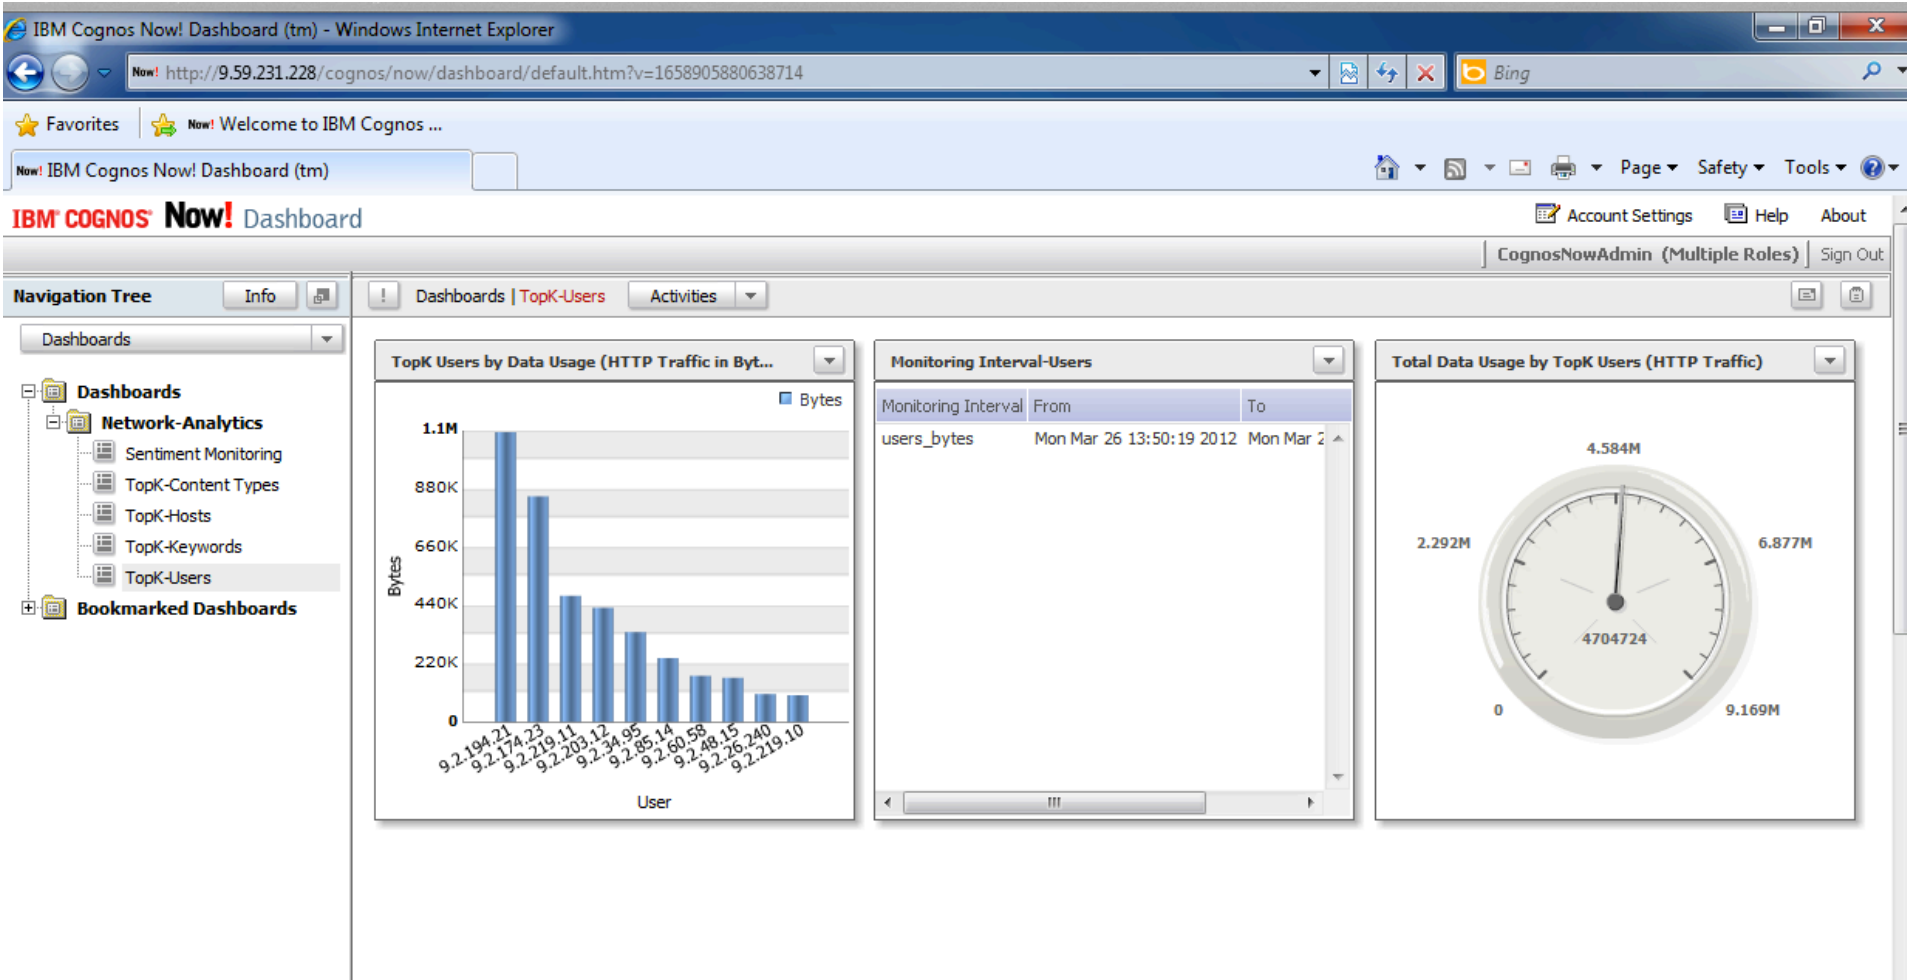 IBM Cognos Now! Dashboard (tm) - Windows Internet Explorer
Now! http://9.59.231.228/cognos/now/dashboard/default.htm?v=1658905880638714
Bing
Favorites
Now! Welcome to IBM Cognos ...
Now! IBM Cognos Now! Dashboard (tm)
Page
Safety
Tools
IBM COGNOS Now! Dashboard
Account Settings
Help
About
CognosNowAdmin (Multiple Roles)
Sign Out
Navigation Tree
Info
! Dashboards | TopK-Users
Activities
Dashboards
Dashboards
Network-Analytics
Sentiment Monitoring
TopK-Content Types
TopK-Hosts
TopK-Keywords
TopK-Users
Bookmarked Dashboards
TopK Users by Data Usage (HTTP Traffic in Byt...
Bytes
1.1M
880K
660K
440K
220K
0
Bytes
9.2.194.21
9.2.174.23
9.2.219.11
9.2.203.12
9.2.34.95
9.2.85.14
9.2.60.58
9.2.48.15
9.2.26.240
9.2.219.10
User
Monitoring Interval-Users
Monitoring Interval From To
users_bytes Mon Mar 26 13:50:19 2012 Mon Mar 2
Total Data Usage by TopK Users (HTTP Traffic)
4.584M
2.292M
6.877M
4704724
0
9.169M